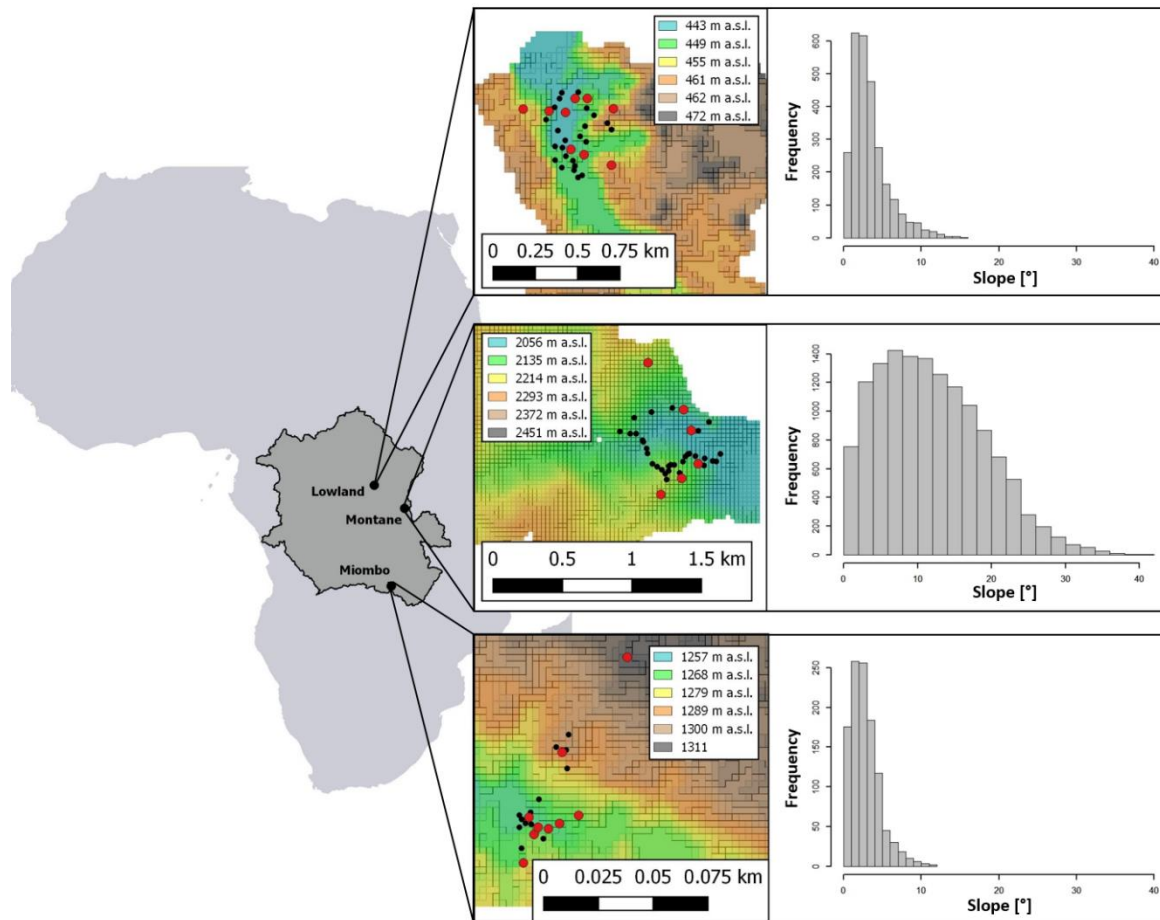 443 m a.s.l.
449 m a.s.l.
455 m a.s.l.
461 m a.s.l.
462 m a.s.l.
472 m a.s.l.
0 0.25 0.5 0.75 km
Frequency
0 100 200 300 400 500 600
0 10 20 30 40
Slope [°]
2056 m a.s.l.
2135 m a.s.l.
2214 m a.s.l.
2293 m a.s.l.
2372 m a.s.l.
2451 m a.s.l.
0 0.5 1 1.5 km
Frequency
0 200 400 600 800 1000 1200 1400
0 10 20 30 40
Slope [°]
Lowland
Montane
Miombo
1257 m a.s.l.
1268 m a.s.l.
1279 m a.s.l.
1289 m a.s.l.
1300 m a.s.l.
1311
0 0.025 0.05 0.075 km
Frequency
0 50 100 150 200 250
0 10 20 30 40
Slope [°]